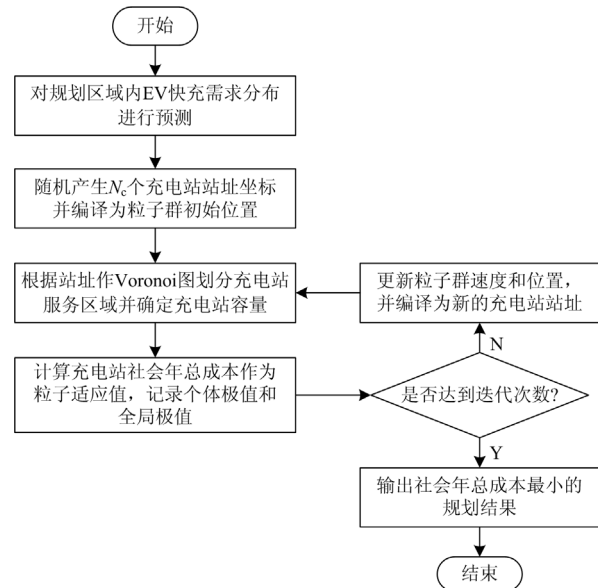 开始
对规划区域内EV快充需求分布
进行预测
随机产生Nc个充电站站址坐标
并编译为粒子群初始位置
根据站址作Voronoi图划分充电站
服务区域并确定充电站容量
计算充电站社会年总成本作为
粒子适应值，记录个体极值和
全局极值
更新粒子群速度和位置，
并编译为新的充电站站址
N
是否达到迭代次数?
Y
输出社会年总成本最小的
规划结果
结束